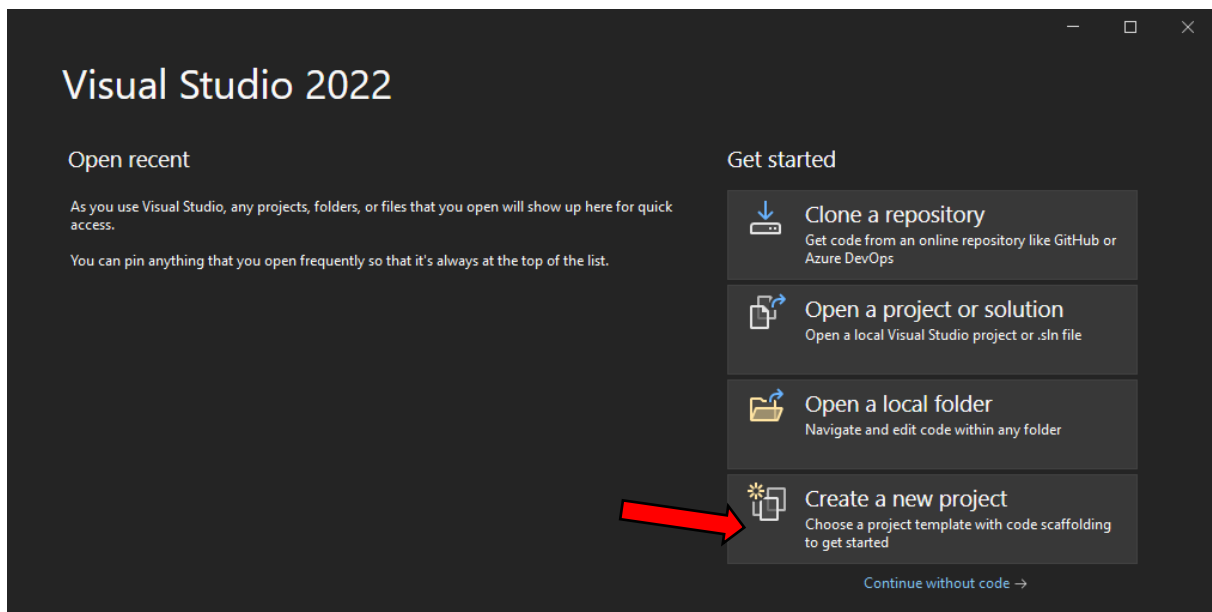 Visual Studio 2022
Open recent
As you use Visual Studio, any projects, folders, or files that you open will show up here for quick
access.
You can pin anything that you open frequently so that it's always at the top of the list.
Get started
Clone a repository
Get code from an online repository like GitHub or
Azure DevOps
Open a project or solution
Open a local Visual Studio project or .sln file
Open a local folder
Navigate and edit code within any folder
Create a new project
Choose a project template with code scaffolding
to get started
Continue without code →